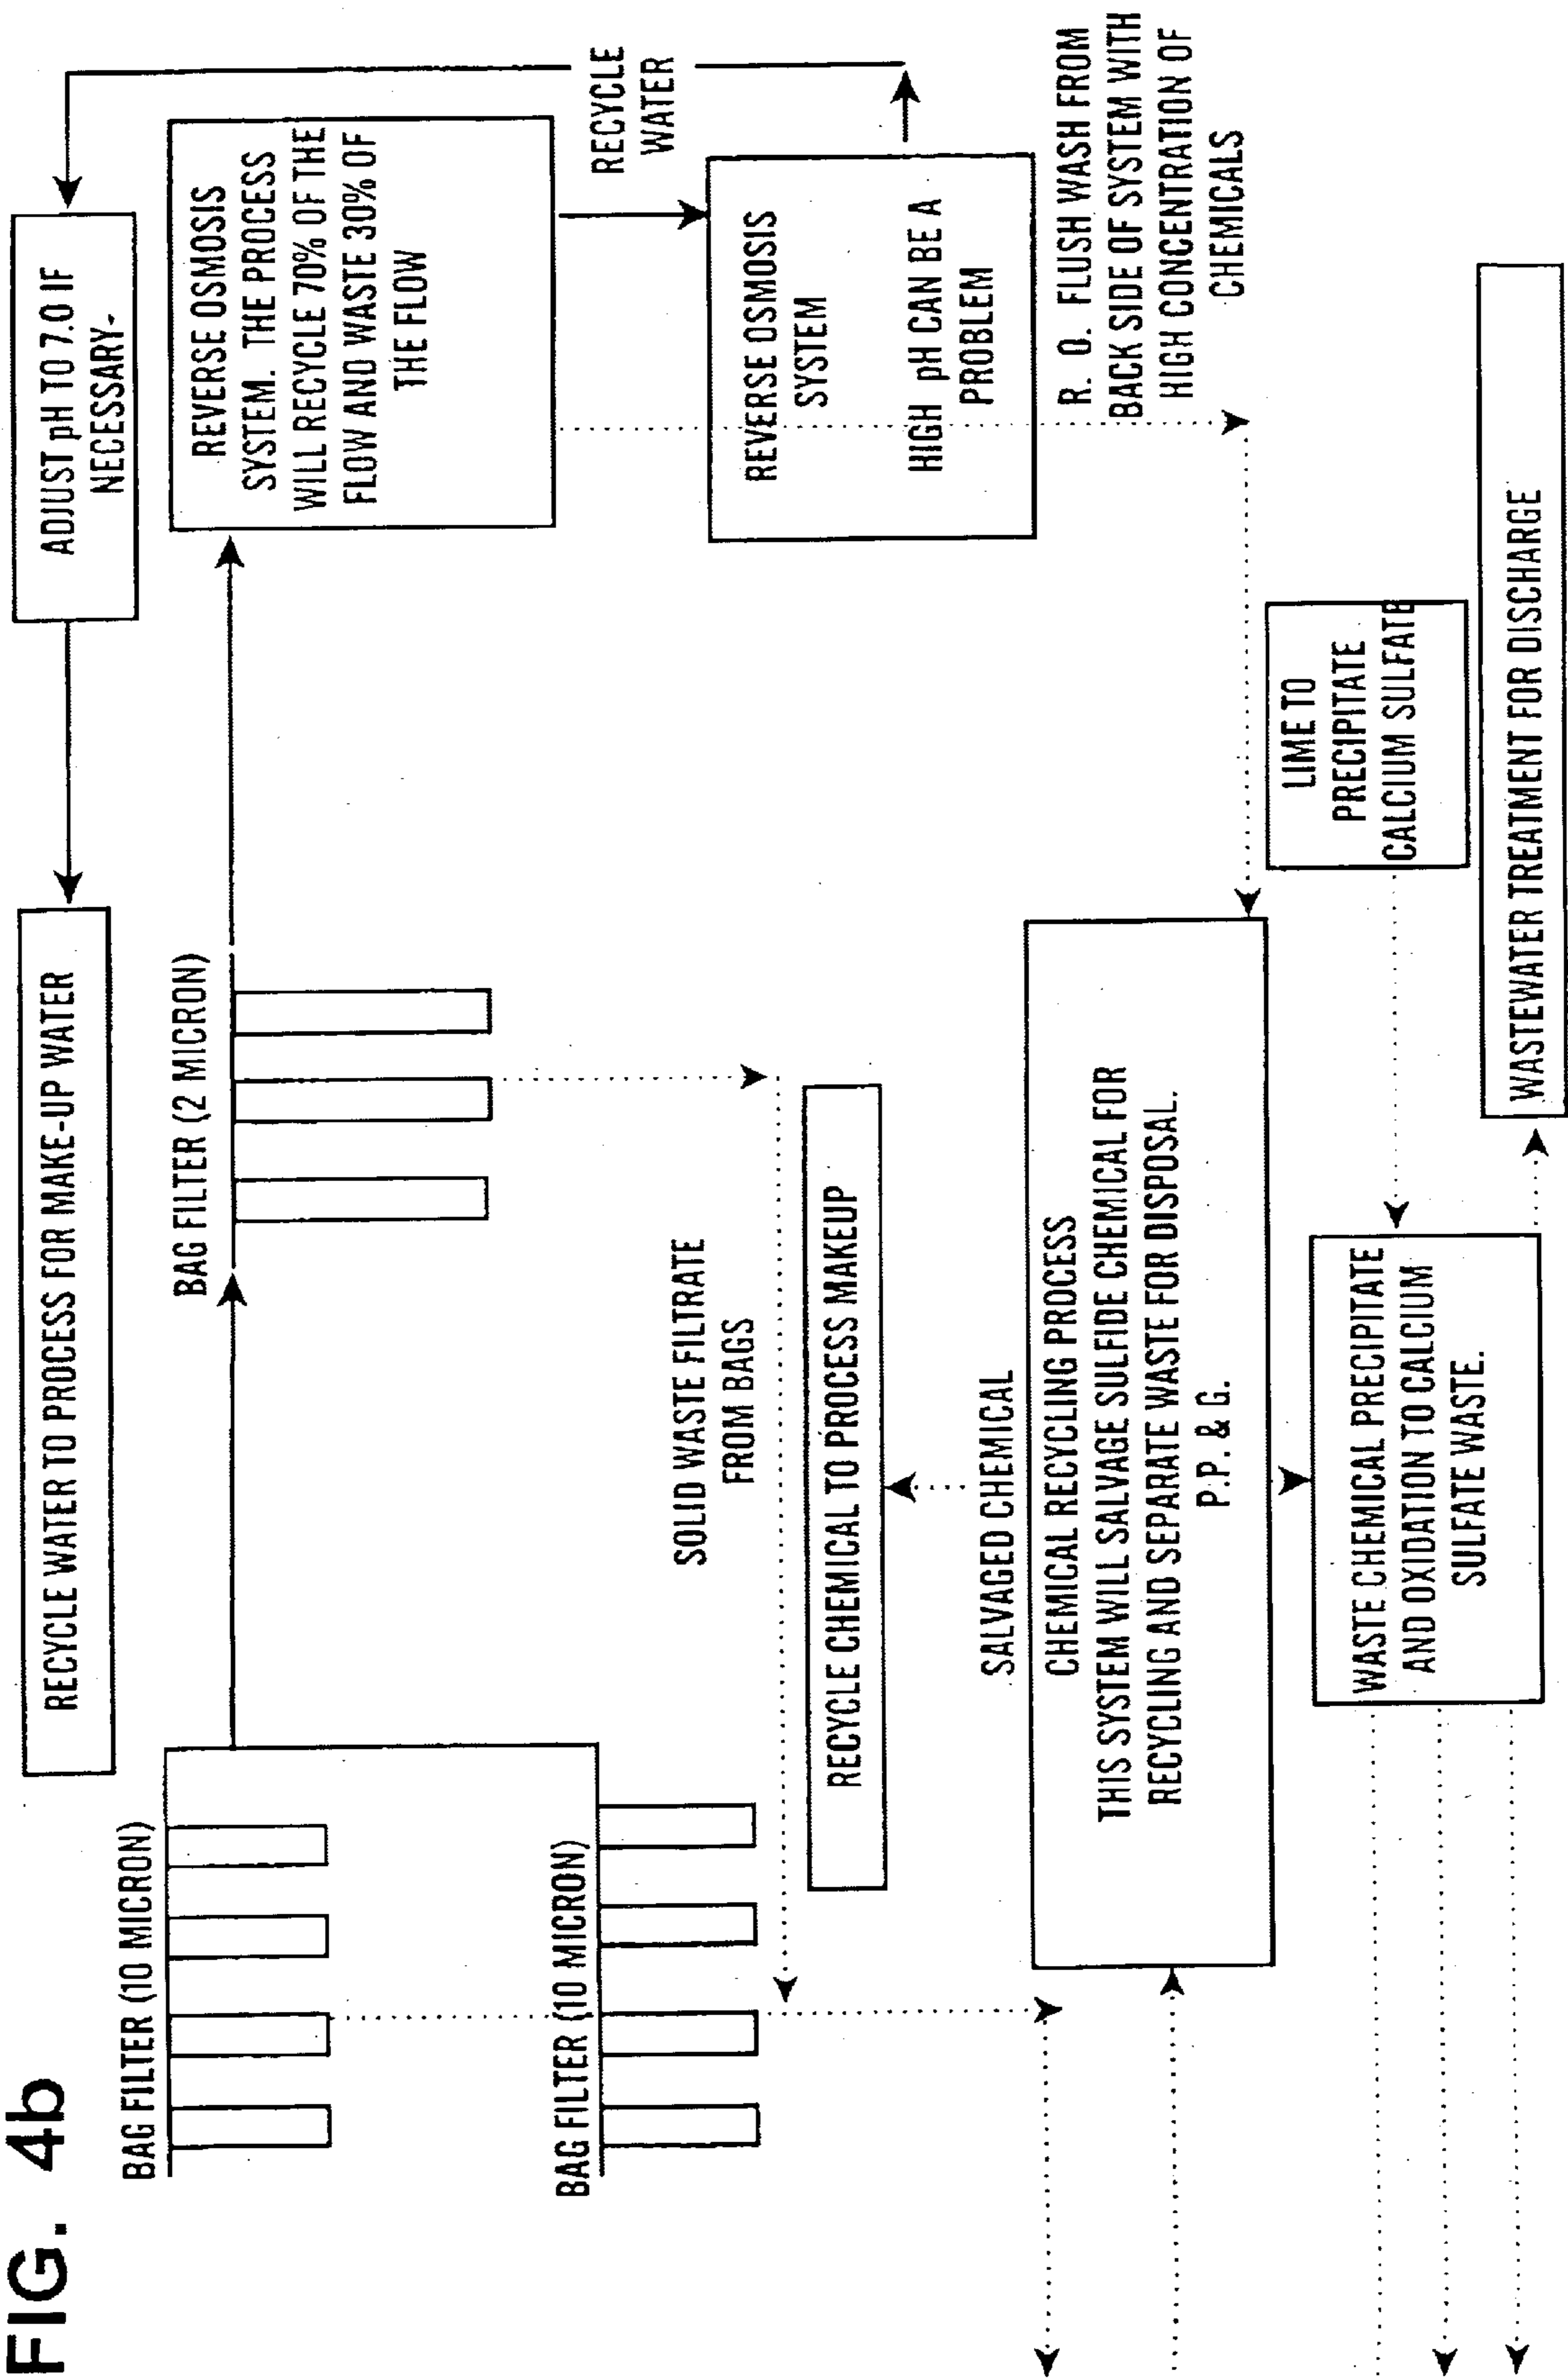 FIG. 4b
RECYCLE WATER TO PROCESS FOR MAKE-UP WATER
ADJUST pH TO 7.0 IF
NECESSARY-
BAG FILTER (10 MICRON)
BAG FILTER (2 MICRON)
REVERSE OSMOSIS
SYSTEM. THE PROCESS
WILL RECYCLE 70% OF THE
FLOW AND WASTE 30% OF
THE FLOW
RECYCLE
WATER
BAG FILTER (10 MICRON)
SOLID WASTE FILTRATE
FROM BAGS
REVERSE OSMOSIS
SYSTEM
HIGH pH CAN BE A
PROBLEM
RECYCLE CHEMICAL TO PROCESS MAKEUP
SALVAGED CHEMICAL
R. O. FLUSH WASH FROM
BACK SIDE OF SYSTEM WITH
HIGH CONCENTRATION OF
CHEMICALS
CHEMICAL RECYCLING PROCESS
THIS SYSTEM WILL SALVAGE SULFIDE CHEMICAL FOR
RECYCLING AND SEPARATE WASTE FOR DISPOSAL.
P.P. & G.
LIME TO
PRECIPITATE
CALCIUM SULFATE
WASTE CHEMICAL PRECIPITATE
AND OXIDATION TO CALCIUM
SULFATE WASTE.
WASTEWATER TREATMENT FOR DISCHARGE